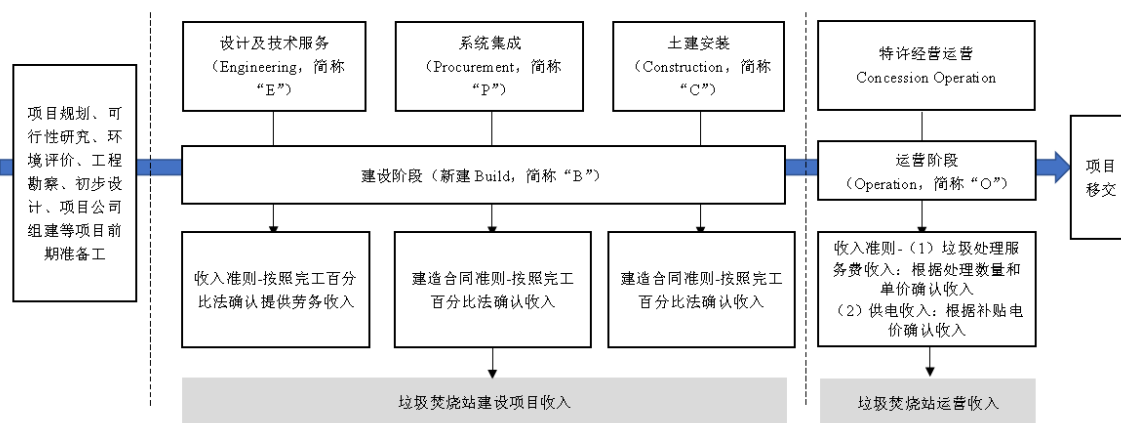 项目规划、可
行性研究、环
境评价、工程
勘察、初步设
计、项目公司
组建等项目前
期准备工
设计及技术服务
（Engineering，简称
“E”）
系统集成
（Procurement，简称
“P”）
土建安装
（Construction，简称
“C”）
特许经营运营
Concession Operation
建设阶段（新建 Build，简称“B”）
运营阶段
（Operation，简称“O”）
项目
移交
收入准则-按照完工百分
比法确认提供劳务收入
建造合同准则-按照完工
百分比法确认收入
建造合同准则-按照完工
百分比法确认收入
收入准则-（1）垃圾处理服
务费收入：根据处理数量和
单价确认收入
（2）供电收入：根据补贴电
价确认收入
垃圾焚烧站建设项目收入
垃圾焚烧站运营收入